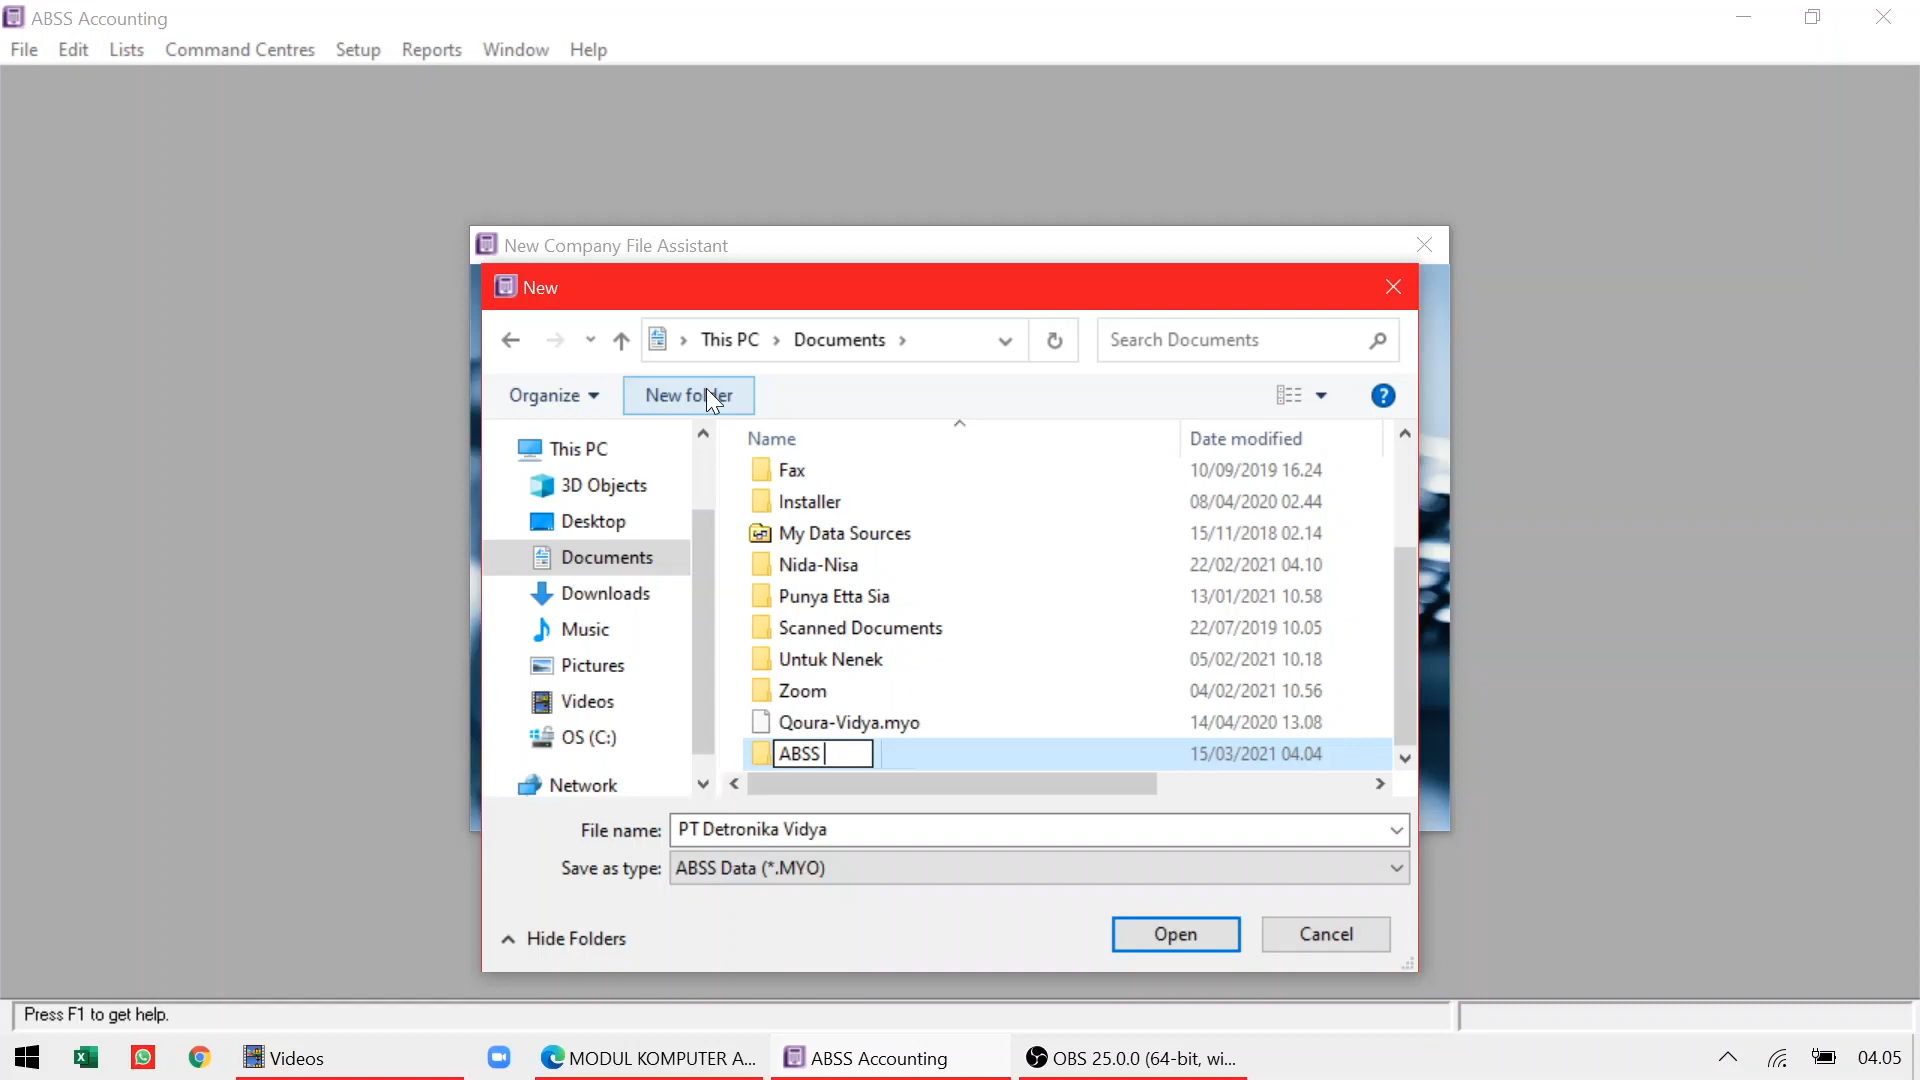 ABSS Accounting
File Edit Lists Command Centres Setup Reports Window Help
New Company File Assistant
New
This PC Documents
Search Documents
Organize New folder
?
Name Date modified
This PC
3D Objects
Desktop
Documents
Downloads
Music
Pictures
Videos
OS (C:)
Network
Fax 10/09/2019 16.24
Installer 08/04/2020 02.44
My Data Sources 15/11/2018 02.14
Nida-Nisa 22/02/2021 04.10
Punya Etta Sia 13/01/2021 10.58
Scanned Documents 22/07/2019 10.05
Untuk Nenek 05/02/2021 10.18
Zoom 04/02/2021 10.56
Qoura-Vidya.myo 14/04/2020 13.08
ABSS 15/03/2021 04.04
File name: PT Detronika Vidya
Save as type: ABSS Data (*.MYO)
Hide Folders
Open Cancel
Press F1 to get help.
Videos MODUL KOMPUTER A... ABSS Accounting OBS 25.0.0 (64-bit, wi... 04.05